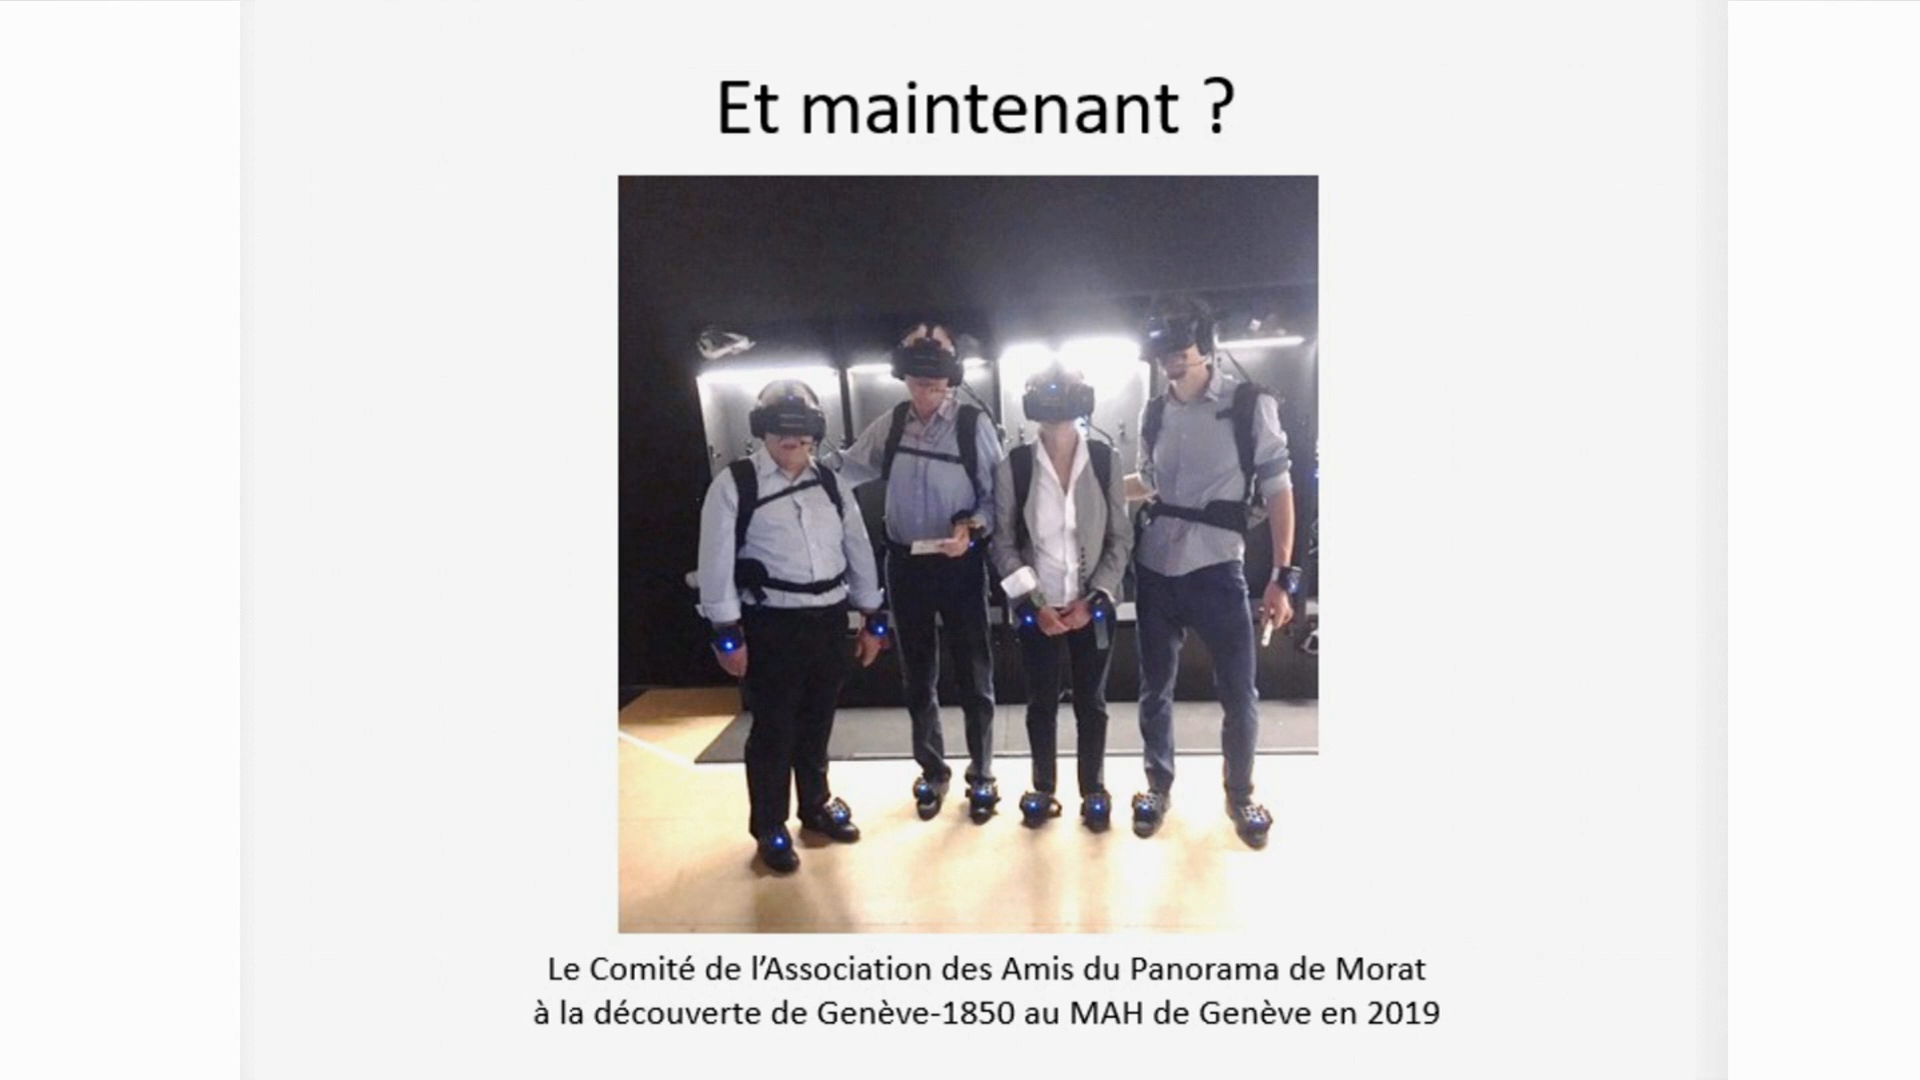 Et maintenant ?
Le Comité de l’Association des Amis du Panorama de Morat
à la découverte de Genève-1850 au MAH de Genève en 2019